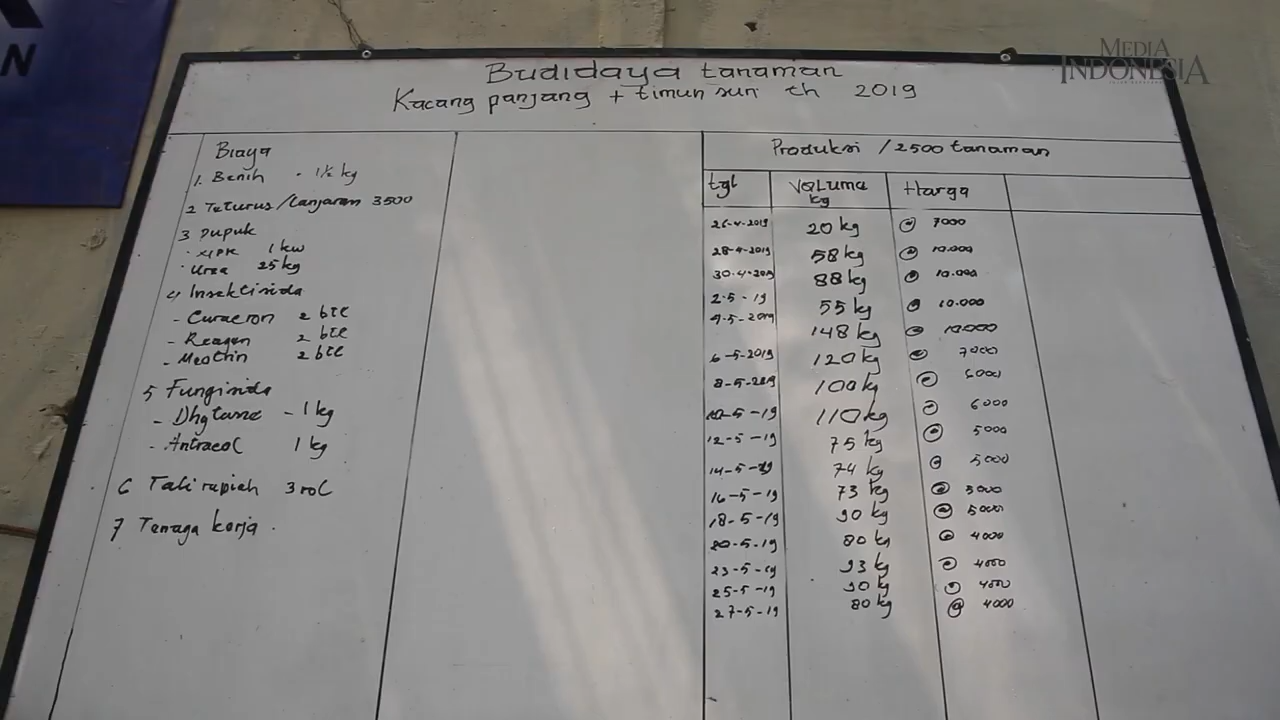 N
MEDIA
INDONESIA
Budidaya tanaman
Kacang panjang + timun sun th 2019
Biaya
1. Benih . 1½ kg
2 Teturus/Lanjaran 3500
3 pupuk
· NPK 1 kw
· Urea 25 kg
4 Insektisida
- Curacron 2 btl
- Reagen 2 btl
- Meothin 2 btl
5 Fungisida
- Dhytane - 1 kg
- Antracol 1 kg
6 Tali rapiah 3 rol
7 Tenaga kerja .
Produksi /2500 tanaman
tgl Voluma kg Harga
26-4-2019 20 kg @ 7000
28-4-2019 58 kg @ 10.000
30.4.2019 88 kg @ 10.000
2-5-19 55 kg @ 10.000
4-5-2019 148 kg @ 10.000
6-5-2019 120 kg @ 7000
8-5-2019 100 kg @ 6000
10-5-19 110 kg @ 6000
12-5-19 75 kg @ 5000
14-5-19 74 kg @ 5000
16-5-19 73 kg @ 5000
18-5-19 90 kg @ 5000
20-5-19 80 kg @ 4000
23-5-19 93 kg @ 4000
25-5-19 90 kg @ 4000
27-5-19 80 kg @ 4000